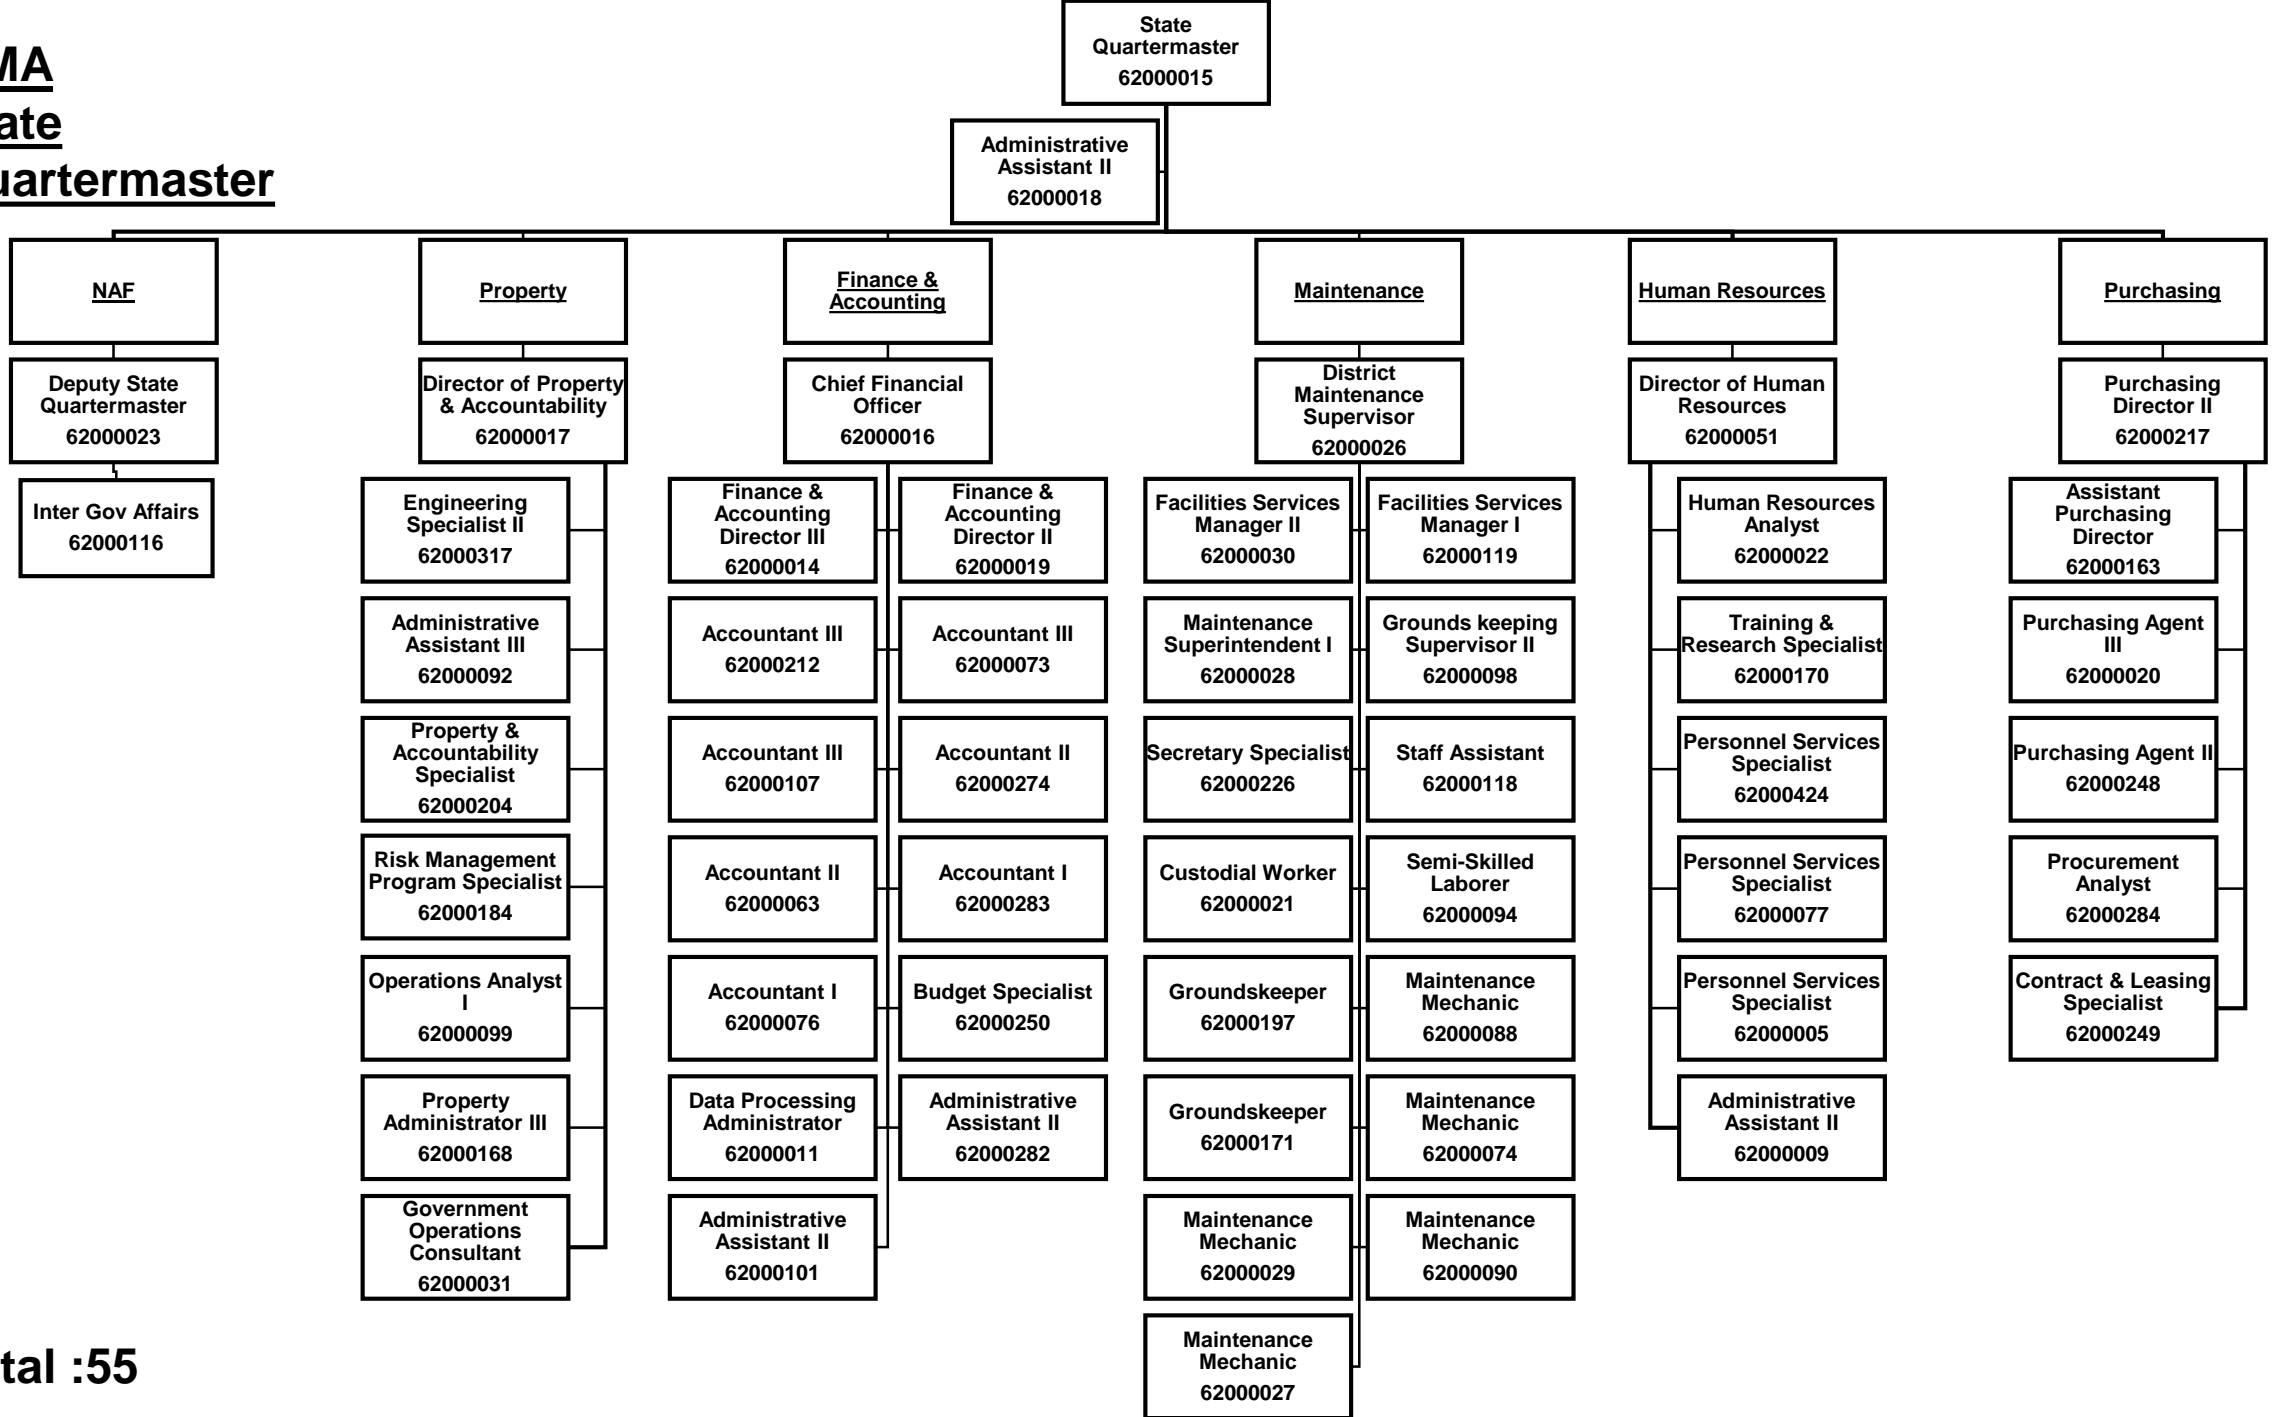 MA
ate
uartermaster
State
Quartermaster
62000015
Administrative
Assistant II
62000018
NAF
Deputy State
Quartermaster
62000023
Inter Gov Affairs
62000116
Property
Director of Property
& Accountability
62000017
Engineering
Specialist II
62000317
Administrative
Assistant III
62000092
Property &
Accountability
Specialist
62000204
Risk Management
Program Specialist
62000184
Operations Analyst
I
62000099
Property
Administrator III
62000168
Government
Operations
Consultant
62000031
Finance &
Accounting
Chief Financial
Officer
62000016
Finance &
Accounting
Director III
62000014
Finance &
Accounting
Director II
62000019
Accountant III
62000212
Accountant III
62000073
Accountant III
62000107
Accountant II
62000274
Accountant II
62000063
Accountant I
62000283
Accountant I
62000076
Budget Specialist
62000250
Data Processing
Administrator
62000011
Administrative
Assistant II
62000282
Administrative
Assistant II
62000101
Maintenance
District
Maintenance
Supervisor
62000026
Facilities Services
Manager II
62000030
Facilities Services
Manager I
62000119
Maintenance
Superintendent I
62000028
Grounds keeping
Supervisor II
62000098
Secretary Specialist
62000226
Staff Assistant
62000118
Custodial Worker
62000021
Semi-Skilled
Laborer
62000094
Groundskeeper
62000197
Maintenance
Mechanic
62000088
Groundskeeper
62000171
Maintenance
Mechanic
62000074
Maintenance
Mechanic
62000029
Maintenance
Mechanic
62000090
Maintenance
Mechanic
62000027
Human Resources
Director of Human
Resources
62000051
Human Resources
Analyst
62000022
Training &
Research Specialist
62000170
Personnel Services
Specialist
62000424
Personnel Services
Specialist
62000077
Personnel Services
Specialist
62000005
Administrative
Assistant II
62000009
Purchasing
Purchasing
Director II
62000217
Assistant
Purchasing
Director
62000163
Purchasing Agent
III
62000020
Purchasing Agent II
62000248
Procurement
Analyst
62000284
Contract & Leasing
Specialist
62000249
tal :55